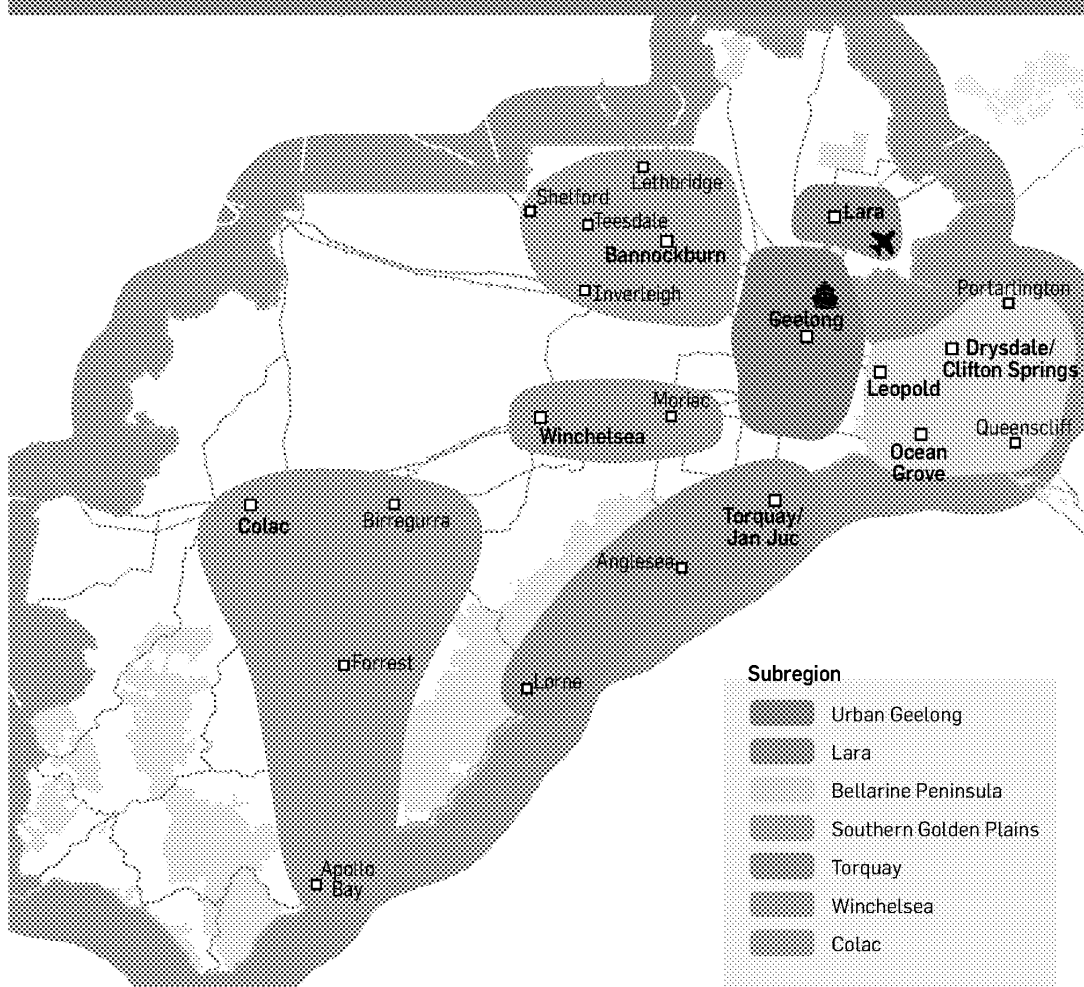 Lethbridge
Shelford
Teesdale
Bannockburn
Inverleigh
Lara
Geelong
Portarlington
Drysdale/
Clifton Springs
Leopold
Queenscliff
Ocean
Grove
Moriac
Winchelsea
Colac
Birregurra
Torquay/
Jan Juc
Anglesea
Forrest
Lorne
Apollo
Bay
Subregion
Urban Geelong
Lara
Bellarine Peninsula
Southern Golden Plains
Torquay
Winchelsea
Colac